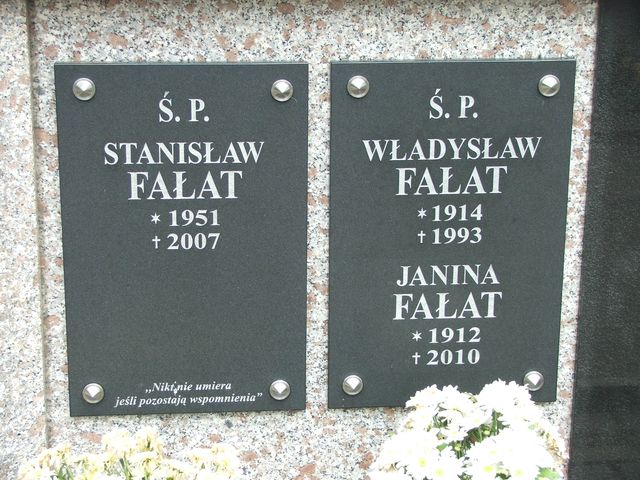 Ś. P.
STANISŁAW
FAŁAT
✶ 1951
✝ 2007
„Nikt nie umiera
jeśli pozostają wspomnienia”
Ś. P.
WŁADYSŁAW
FAŁAT
✶ 1914
✝ 1993
JANINA
FAŁAT
✶ 1912
✝ 2010